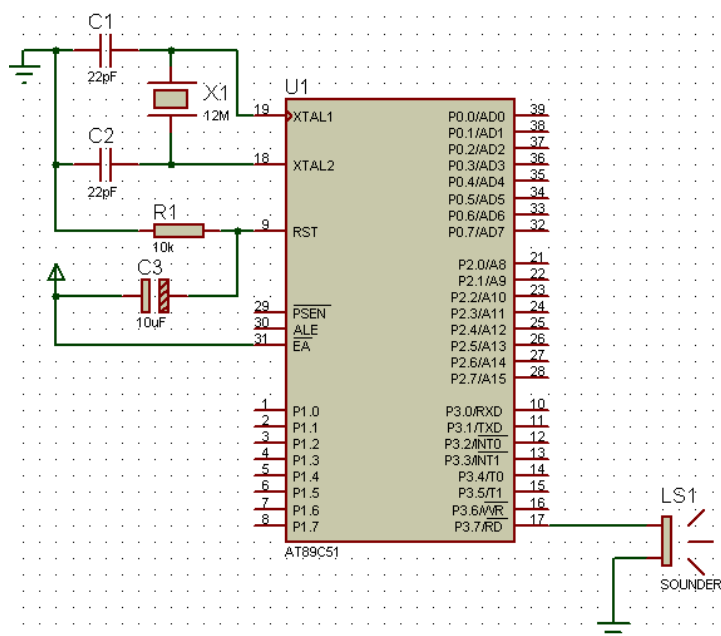 C1
22pF
X1
12M
C2
22pF
R1
10k
C3
10uF
U1
19 XTAL1
18 XTAL2
9 RST
29 PSEN
30 ALE
31 EA
1 P1.0
2 P1.1
3 P1.2
4 P1.3
5 P1.4
6 P1.5
7 P1.6
8 P1.7
P0.0/AD0 39
P0.1/AD1 38
P0.2/AD2 37
P0.3/AD3 36
P0.4/AD4 35
P0.5/AD5 34
P0.6/AD6 33
P0.7/AD7 32
P2.0/A8 21
P2.1/A9 22
P2.2/A10 23
P2.3/A11 24
P2.4/A12 25
P2.5/A13 26
P2.6/A14 27
P2.7/A15 28
P3.0/RXD 10
P3.1/TXD 11
P3.2/INT0 12
P3.3/INT1 13
P3.4/T0 14
P3.5/T1 15
P3.6/WR 16
P3.7/RD 17
AT89C51
LS1
SOUNDER